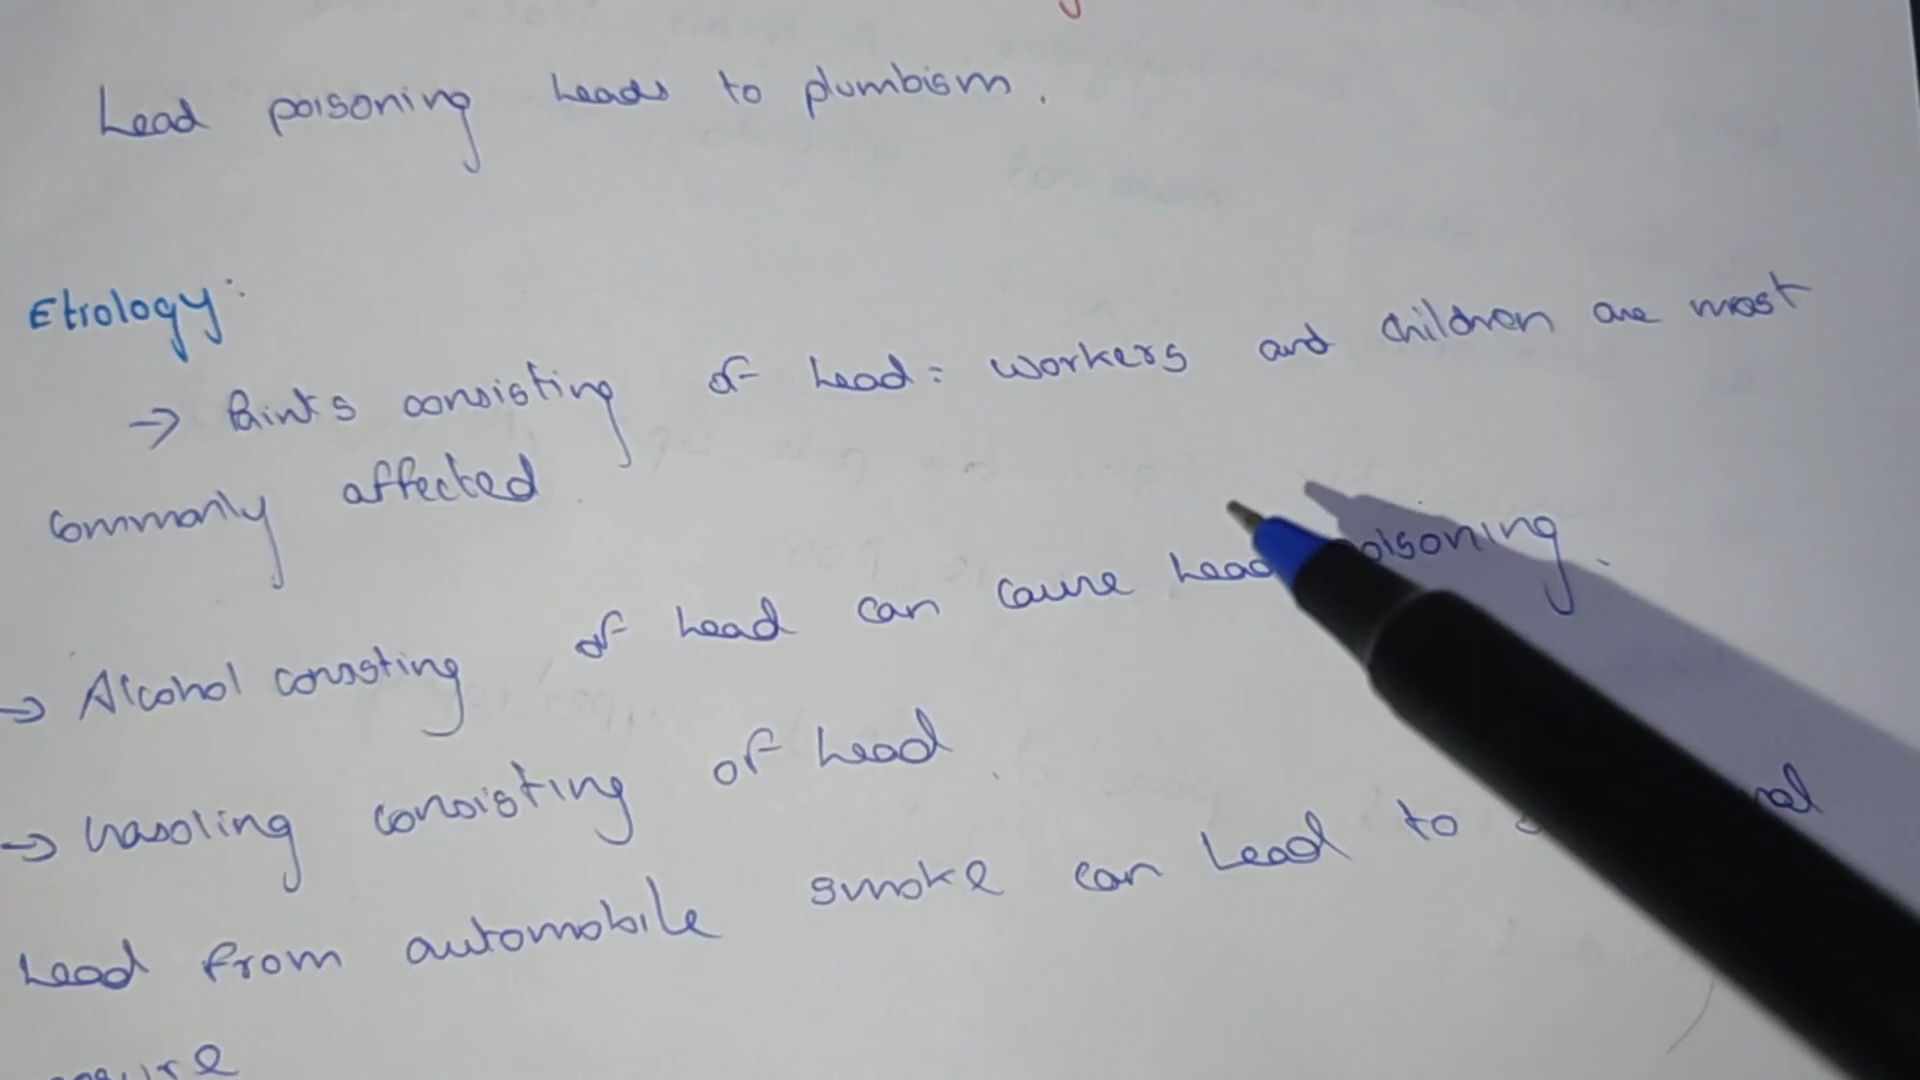 Lead poisoning leads to plumbism.
Etiology:
→ Paints consisting of lead: workers and children are most
commonly affected
→ Alcohol consisting of lead can cause lead poisoning.
→ Gasoling consisting of lead.
Lead from automobile smoke can lead to